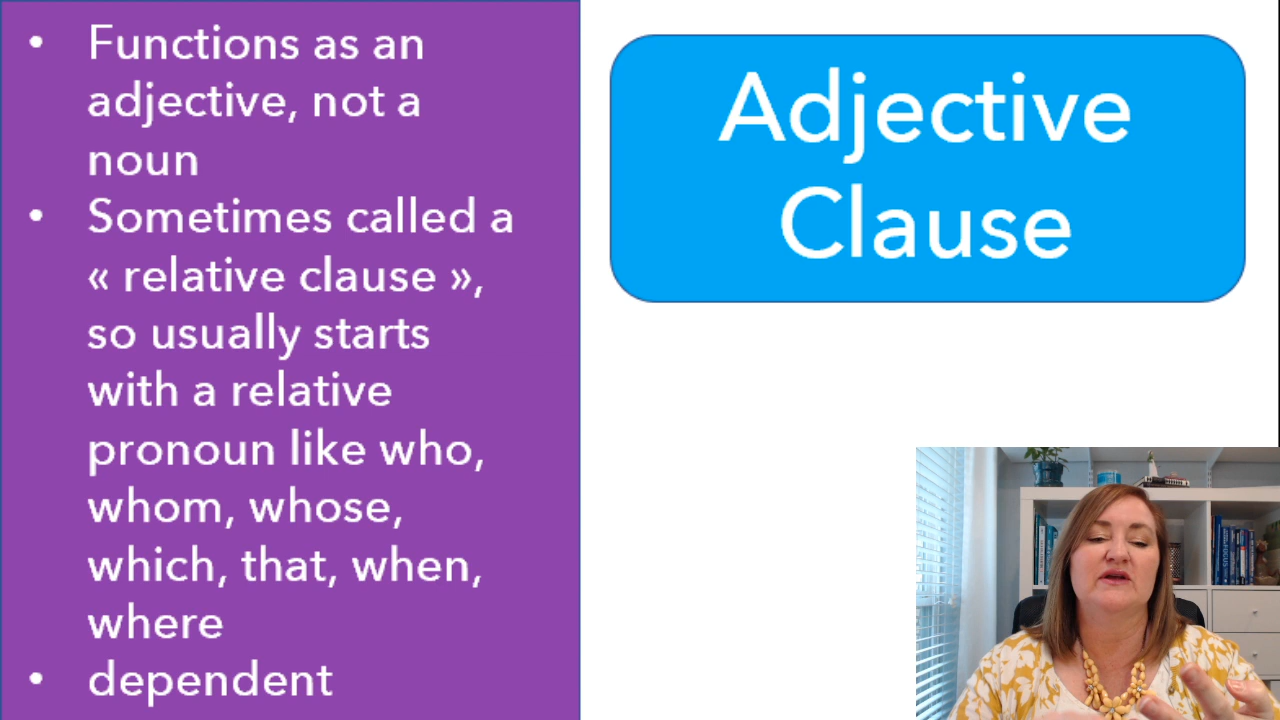 • Functions as an
adjective, not a
noun
• Sometimes called a
« relative clause »,
so usually starts
with a relative
pronoun like who,
whom, whose,
which, that, when,
where
• dependent
Adjective
Clause